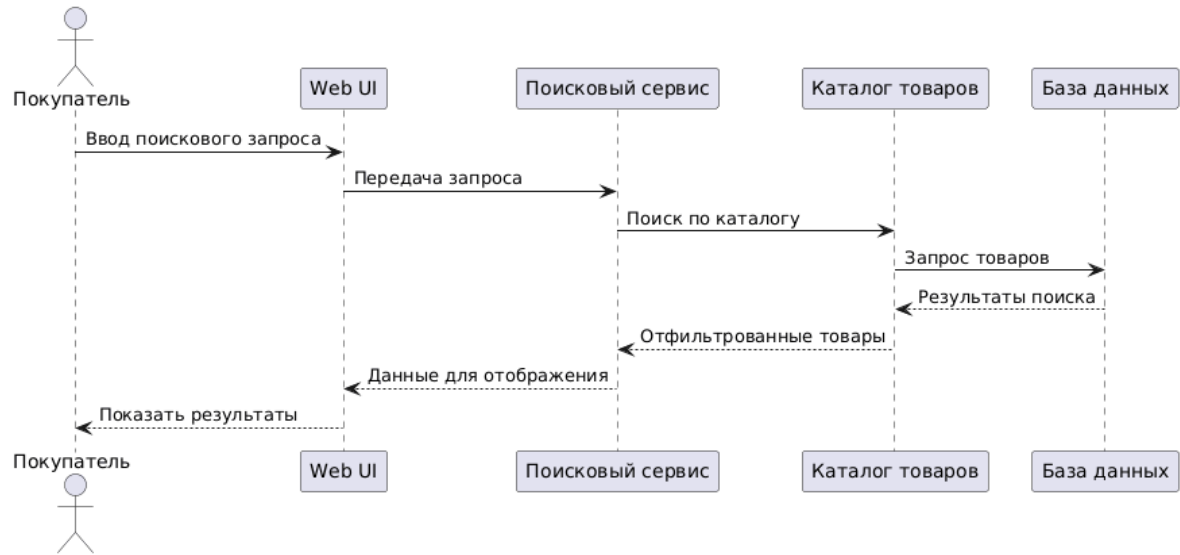 Покупатель
Web UI
Поисковый сервис
Каталог товаров
База данных
Ввод поискового запроса
Передача запроса
Поиск по каталогу
Запрос товаров
Результаты поиска
Отфильтрованные товары
Данные для отображения
Показать результаты
Покупатель
Web UI
Поисковый сервис
Каталог товаров
База данных